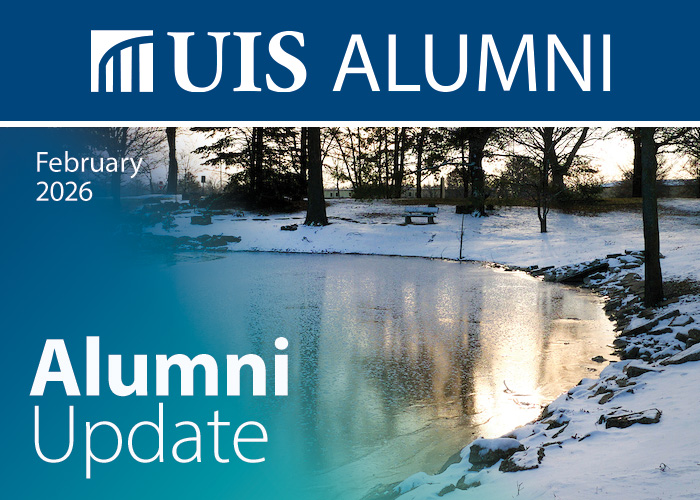 UIS ALUMNI
February
2026
Alumni
Update